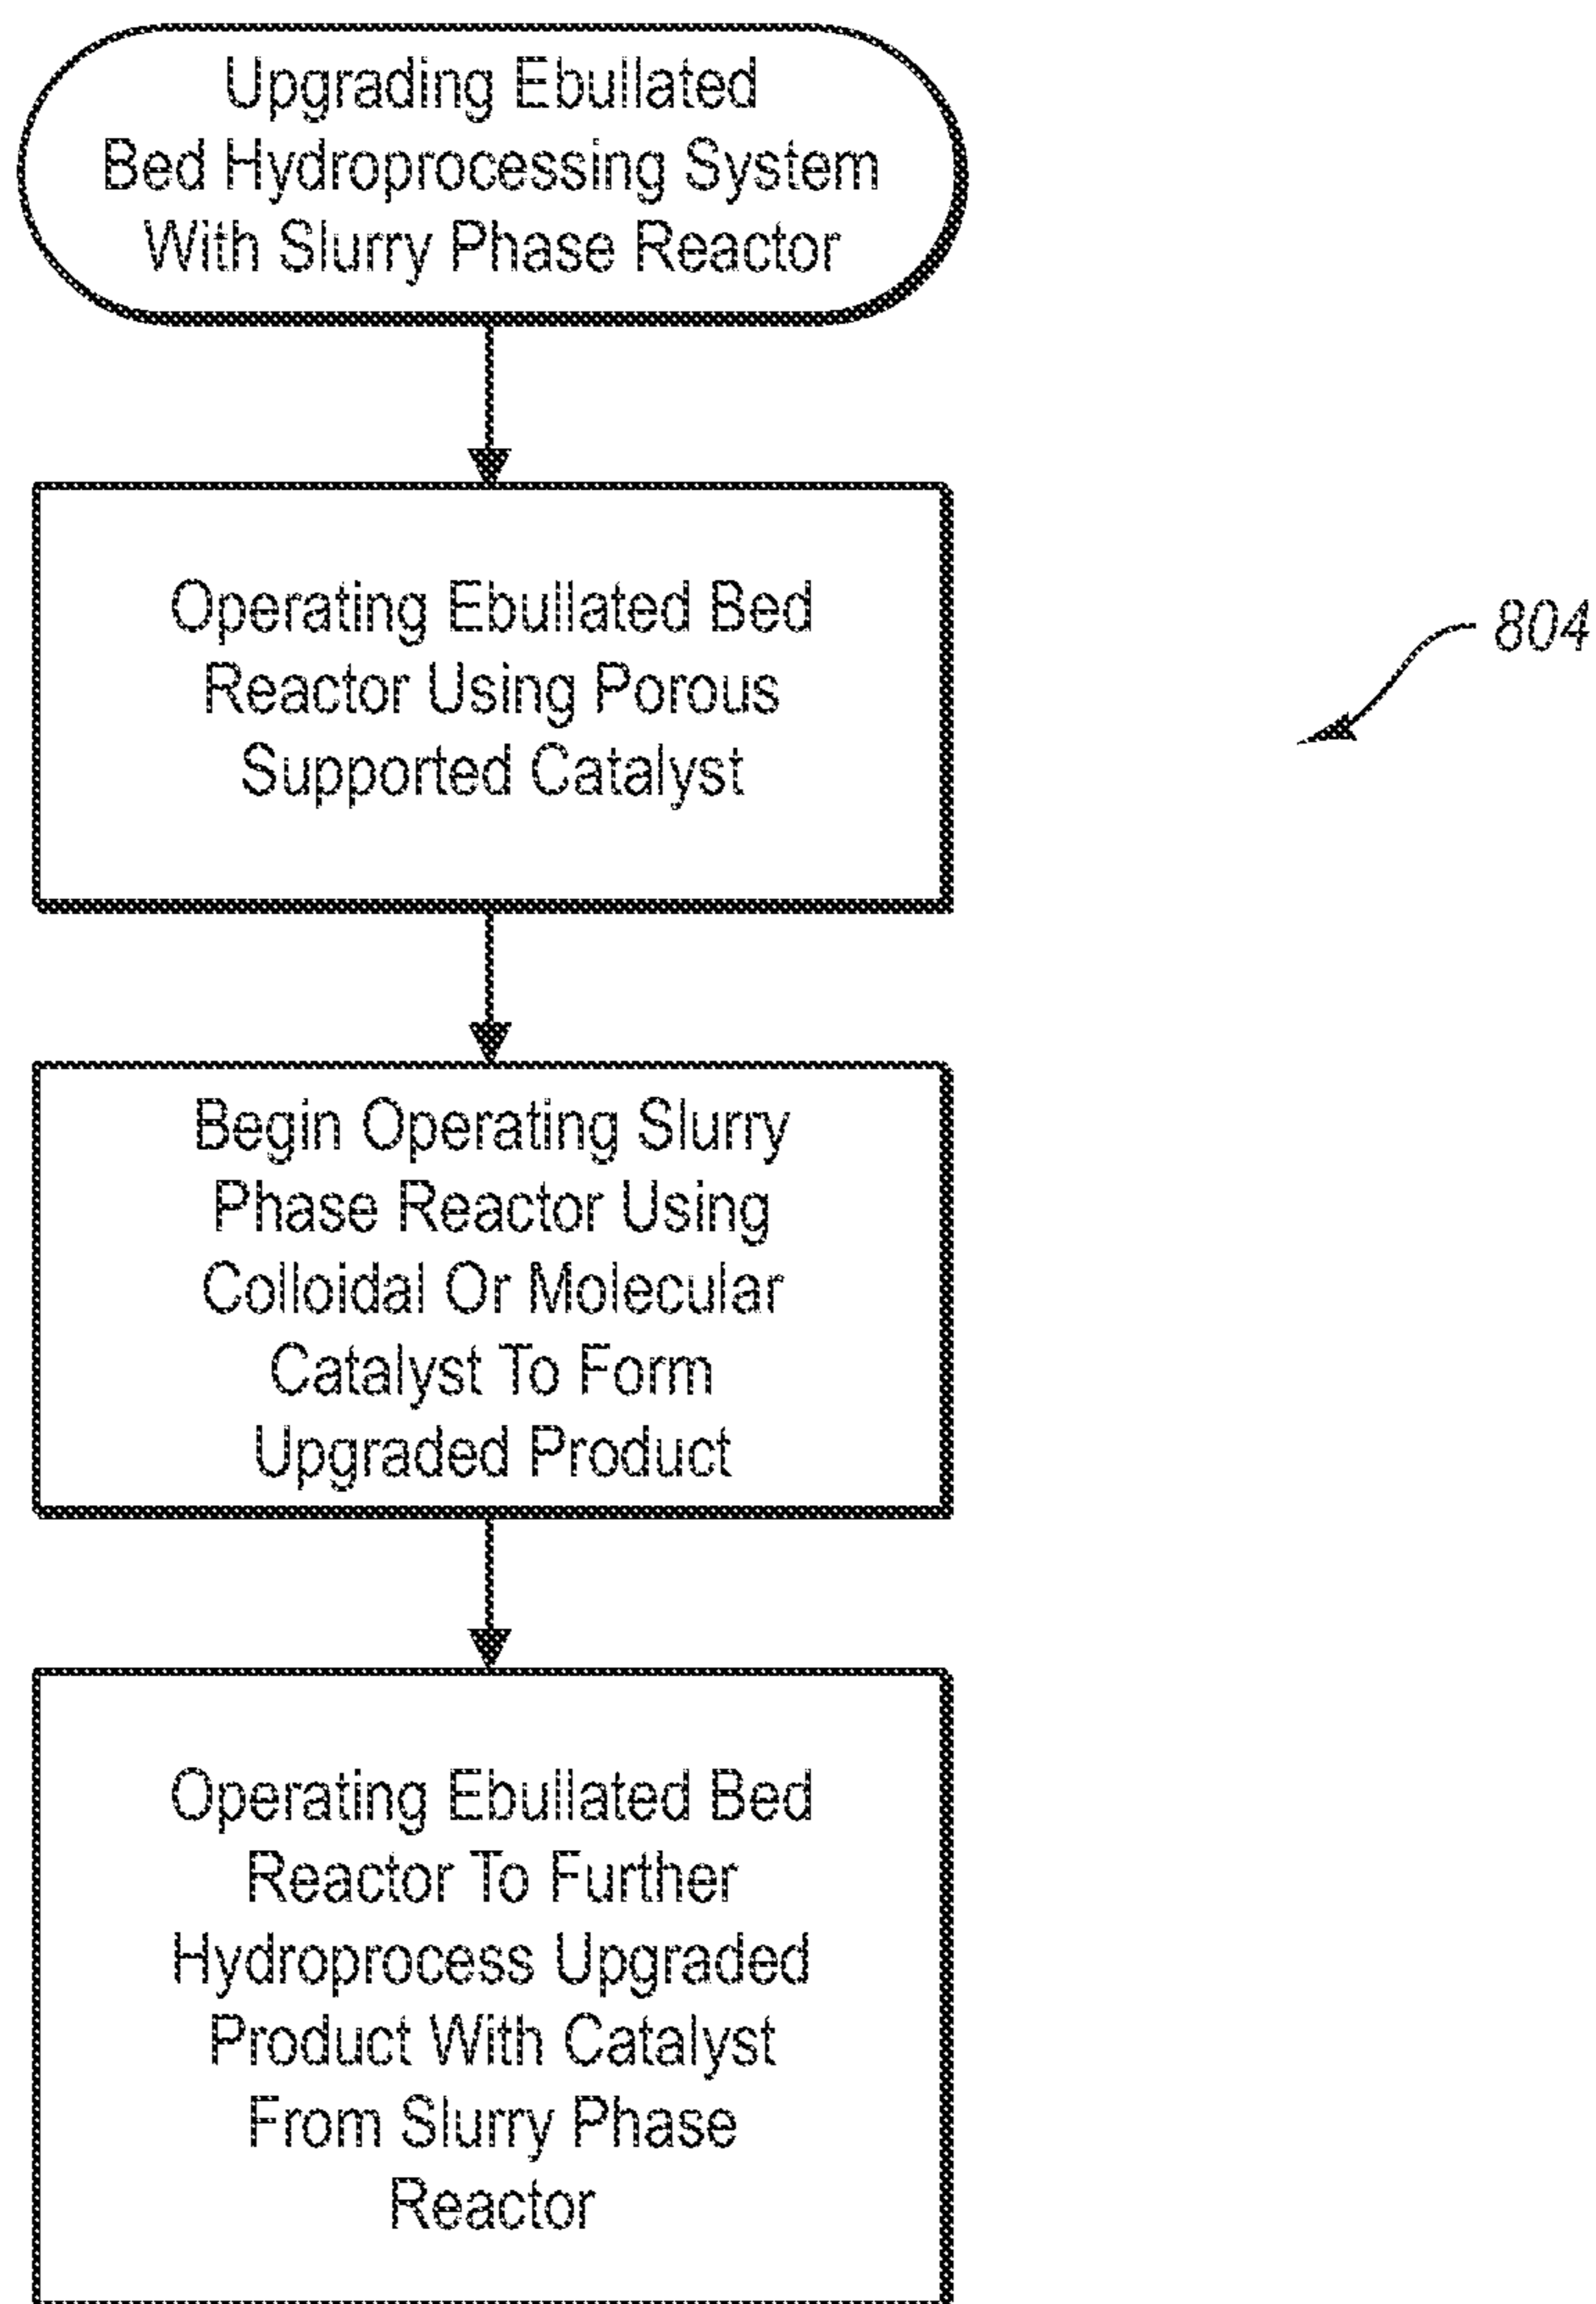 Upgrading Ebullated
Bed Hydroprocessing System
With Slurry Phase Reactor
Operating Ebullated Bed
Reactor Using Porous
Supported Catalyst
804
Begin Operating Slurry
Phase Reactor Using
Colloidal Or Molecular
Catalyst To Form
Upgraded Product
Operating Ebullated Bed
Reactor To Further
Hydroprocess Upgraded
Product With Catalyst
From Slurry Phase
Reactor